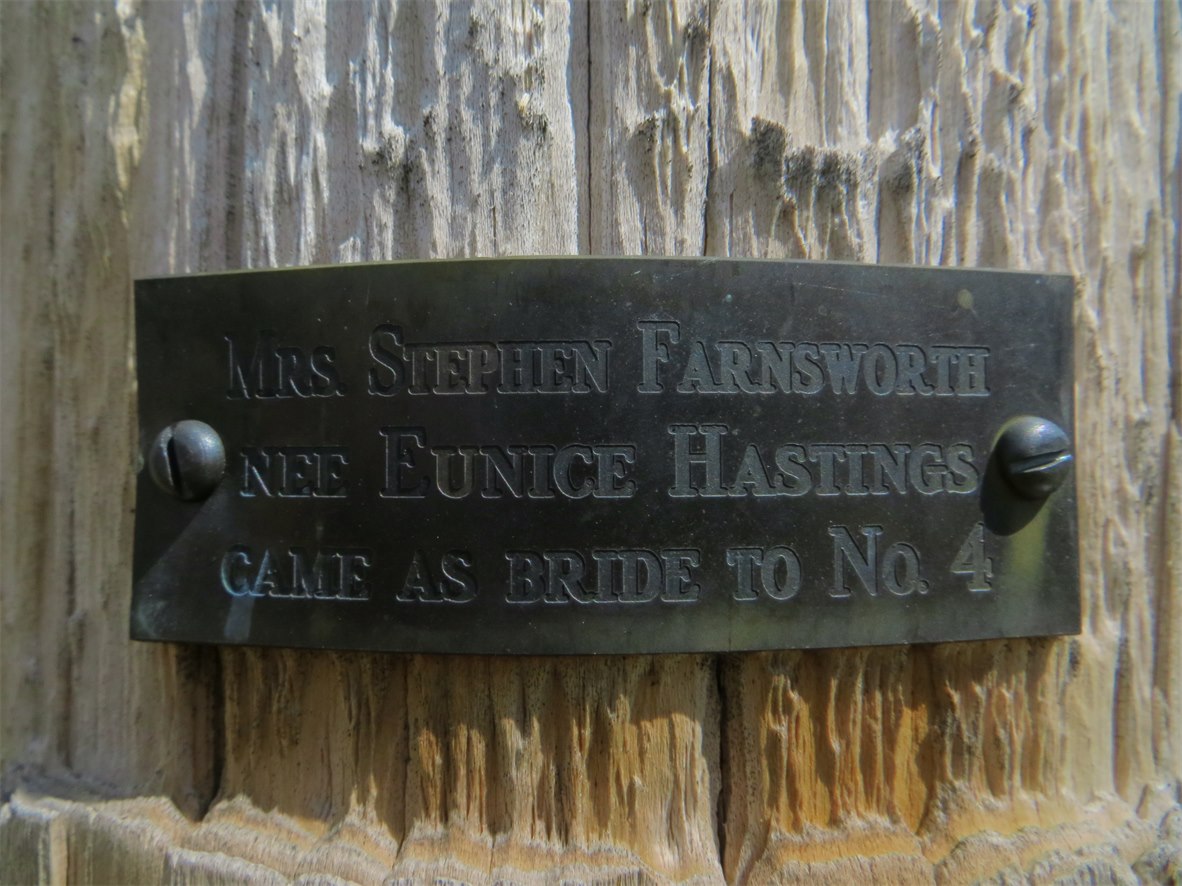 Mrs. Stephen Farnsworth
nee Eunice Hastings
came as bride to No. 4